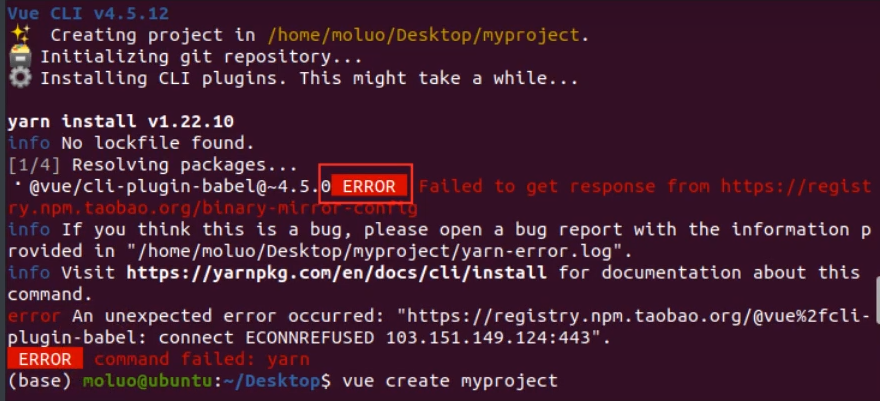 Vue CLI v4.5.12
✨ Creating project in /home/moluo/Desktop/myproject.
🗃 Initializing git repository...
⚙ Installing CLI plugins. This might take a while...
yarn install v1.22.10
info No lockfile found.
[1/4] Resolving packages...
⠂ @vue/cli-plugin-babel@~4.5.0 ERROR  Failed to get response from https://regist
ry.npm.taobao.org/binary-mirror-config
info If you think this is a bug, please open a bug report with the information p
rovided in "/home/moluo/Desktop/myproject/yarn-error.log".
info Visit https://yarnpkg.com/en/docs/cli/install for documentation about this
command.
error An unexpected error occurred: "https://registry.npm.taobao.org/@vue%2fcli-
plugin-babel: connect ECONNREFUSED 103.151.149.124:443".
ERROR  command failed: yarn
(base) moluo@ubuntu:~/Desktop$ vue create myproject